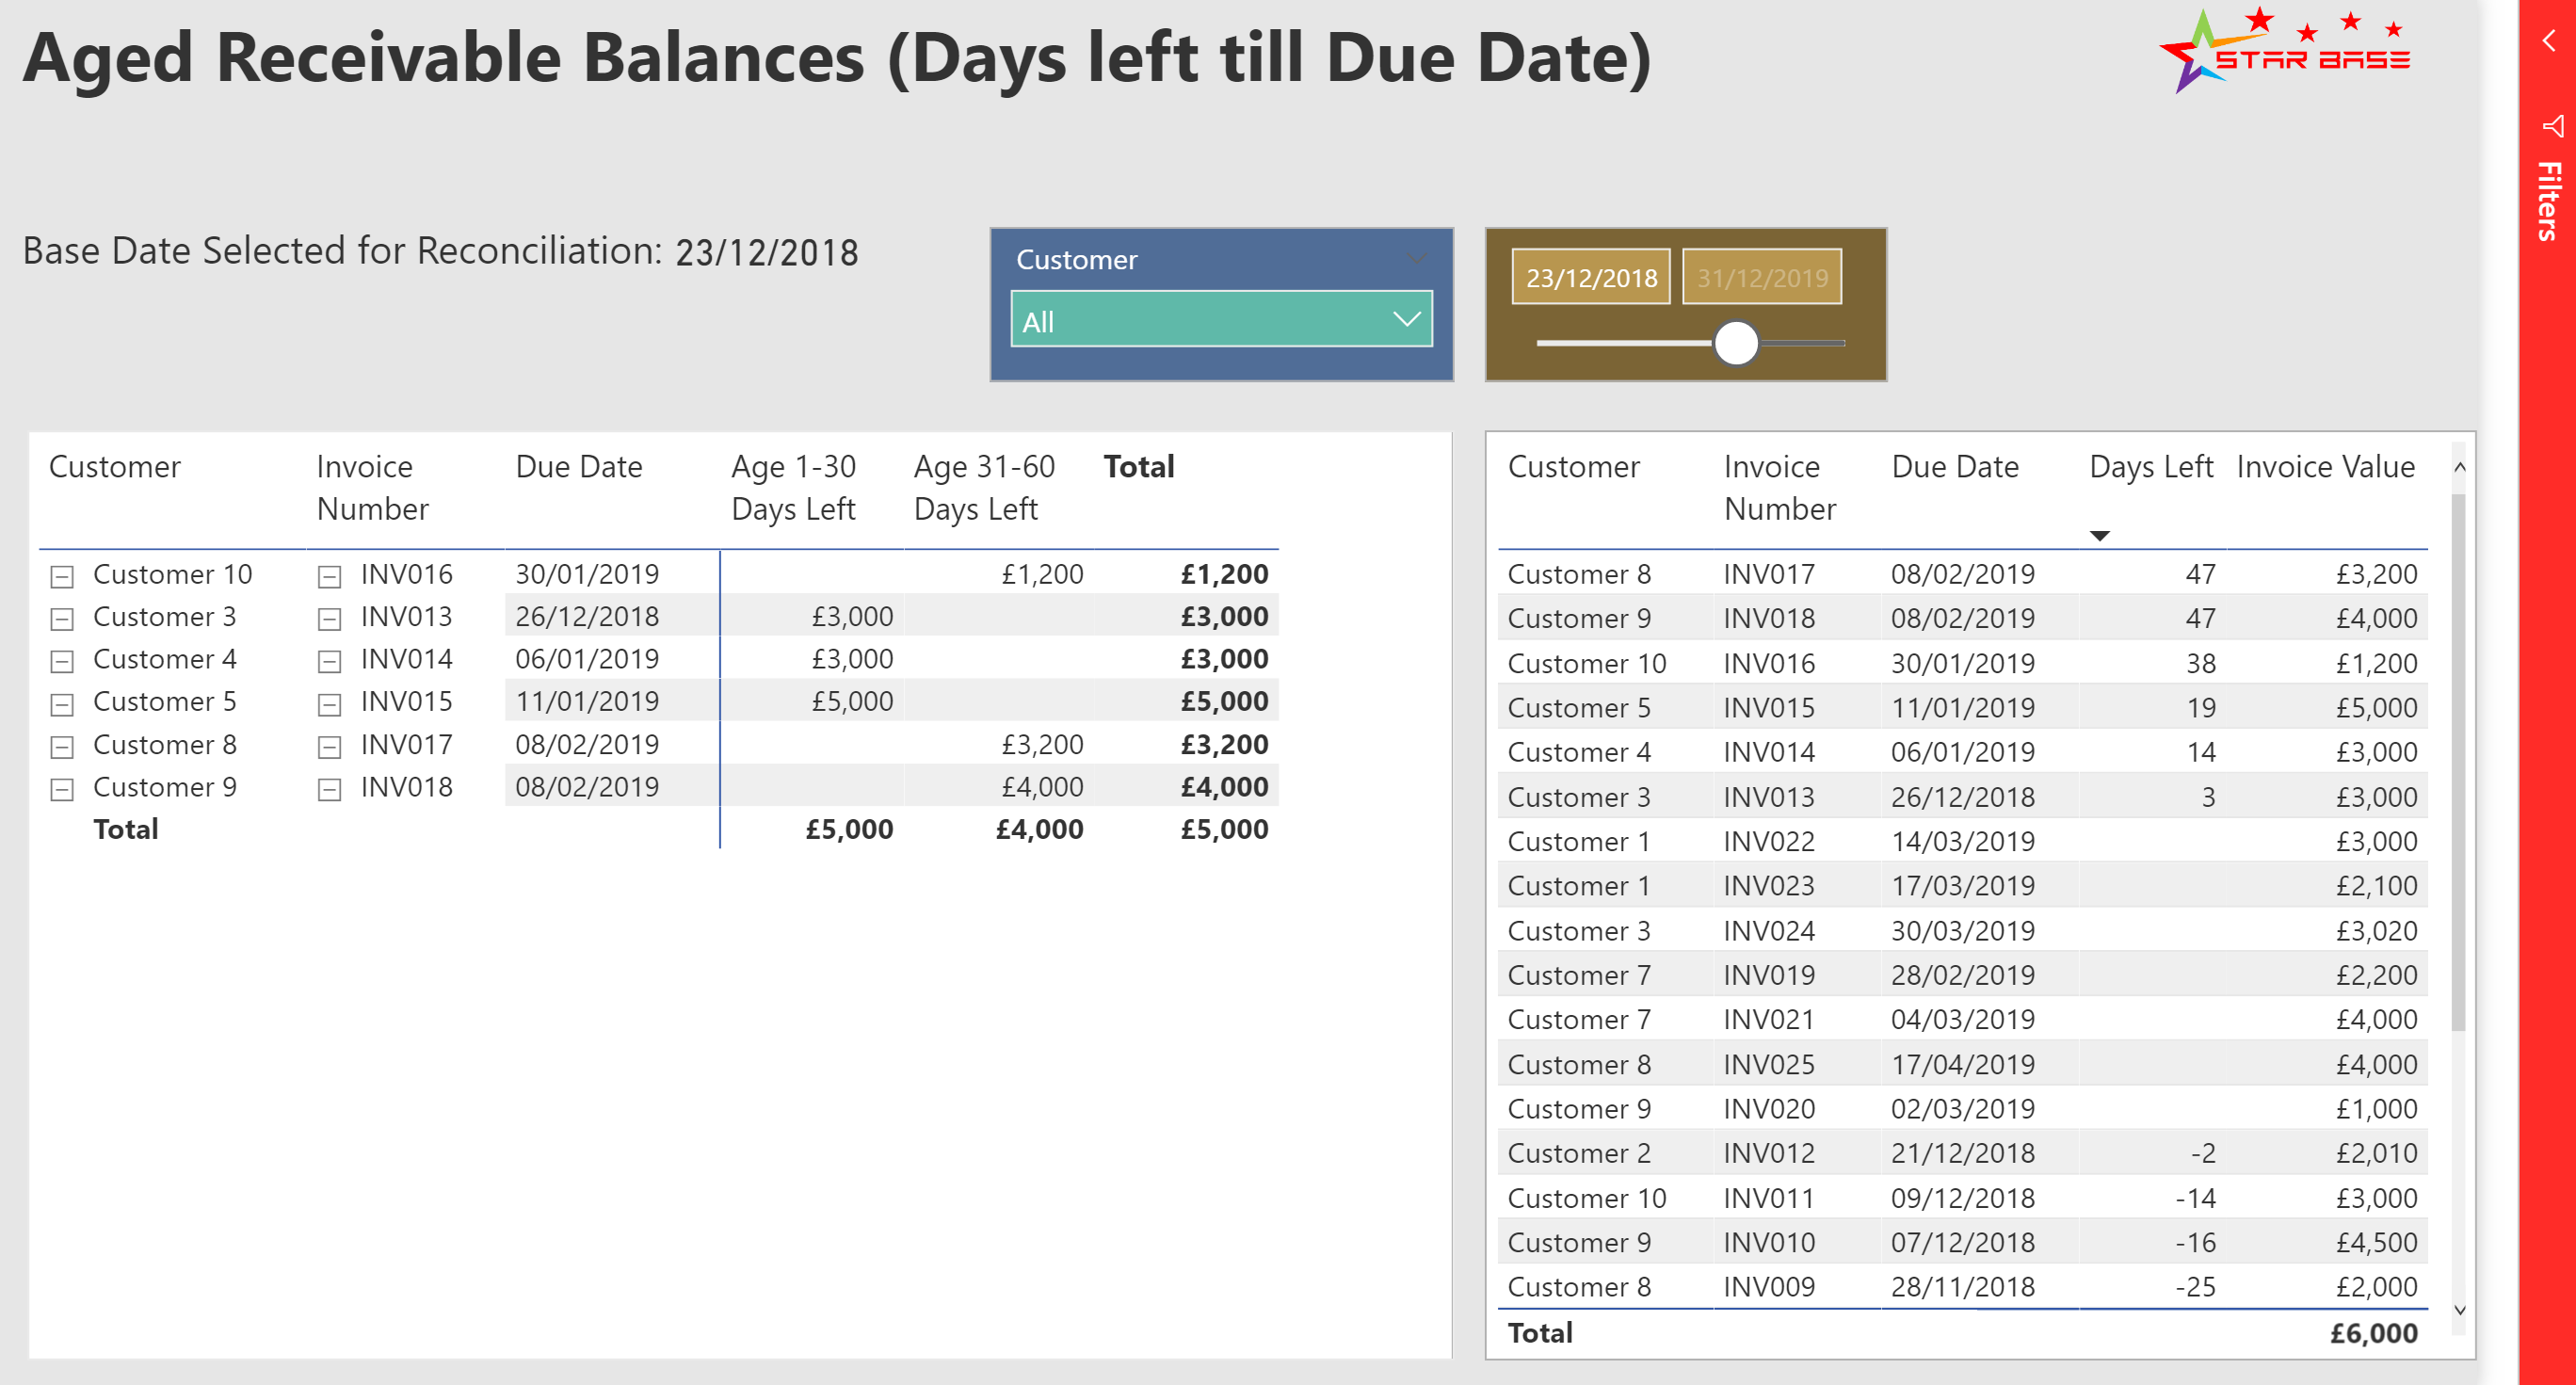 Aged Receivable Balances (Days left till Due Date)
STAR BASE
Filters
Base Date Selected for Reconciliation: 23/12/2018
Customer
All
23/12/2018 31/12/2019
Customer Invoice Number Due Date Age 1-30 Days Left Age 31-60 Days Left Total
Customer 10 INV016 30/01/2019 £1,200 £1,200
Customer 3 INV013 26/12/2018 £3,000 £3,000
Customer 4 INV014 06/01/2019 £3,000 £3,000
Customer 5 INV015 11/01/2019 £5,000 £5,000
Customer 8 INV017 08/02/2019 £3,200 £3,200
Customer 9 INV018 08/02/2019 £4,000 £4,000
Total £5,000 £4,000 £5,000
Customer Invoice Number Due Date Days Left Invoice Value
Customer 8 INV017 08/02/2019 47 £3,200
Customer 9 INV018 08/02/2019 47 £4,000
Customer 10 INV016 30/01/2019 38 £1,200
Customer 5 INV015 11/01/2019 19 £5,000
Customer 4 INV014 06/01/2019 14 £3,000
Customer 3 INV013 26/12/2018 3 £3,000
Customer 1 INV022 14/03/2019 £3,000
Customer 1 INV023 17/03/2019 £2,100
Customer 3 INV024 30/03/2019 £3,020
Customer 7 INV019 28/02/2019 £2,200
Customer 7 INV021 04/03/2019 £4,000
Customer 8 INV025 17/04/2019 £4,000
Customer 9 INV020 02/03/2019 £1,000
Customer 2 INV012 21/12/2018 -2 £2,010
Customer 10 INV011 09/12/2018 -14 £3,000
Customer 9 INV010 07/12/2018 -16 £4,500
Customer 8 INV009 28/11/2018 -25 £2,000
Total £6,000